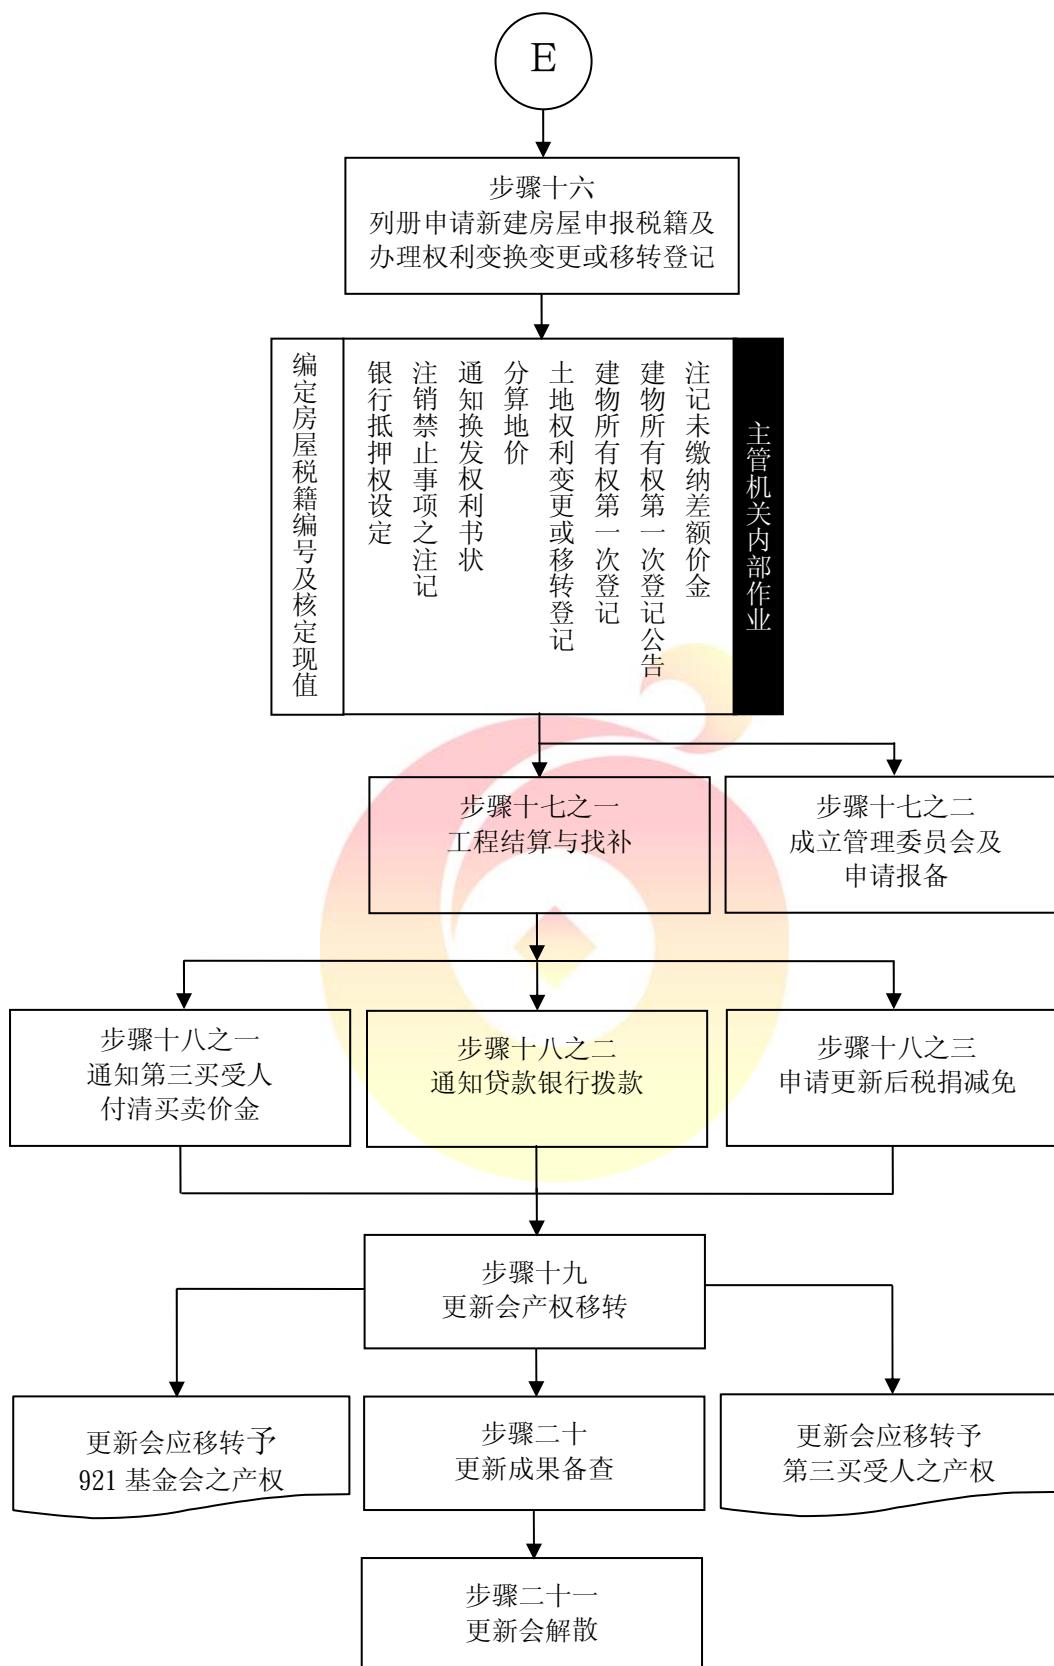 E
步骤十六
列册申请新建房屋申报税籍及
办理权利变换变更或移转登记
主管机关内部作业
注记未缴纳差额价金
建物所有权第一次登记公告
建物所有权第一次登记
土地权利变更或移转登记
分算地价
通知换发权利书状
注销禁止事项之注记
银行抵押权设定
编定房屋税籍编号及核定现值
步骤十七之一
工程结算与找补
步骤十七之二
成立管理委员会及
申请报备
步骤十八之一
通知第三买受人
付清买卖价金
步骤十八之二
通知贷款银行拨款
步骤十八之三
申请更新后税捐减免
步骤十九
更新会产权移转
更新会应移转予
921 基金会之产权
步骤二十
更新成果备查
更新会应移转予
第三买受人之产权
步骤二十一
更新会解散